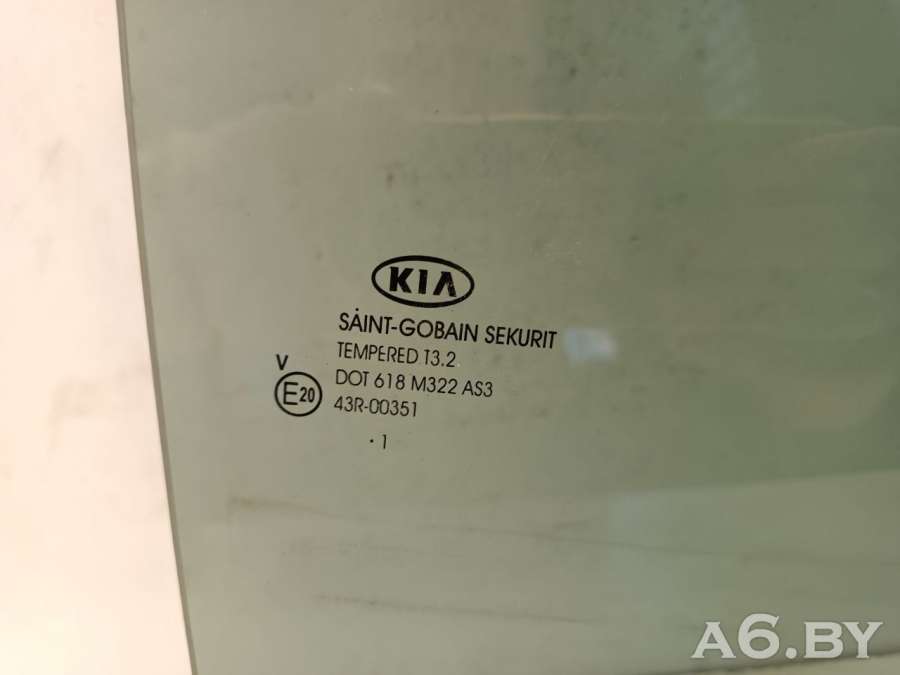 KIA
SAINT-GOBAIN SEKURIT
TEMPERED T3.2
V
DOT 618 M322 AS3
E20
43R-00351
· 1
A6.BY